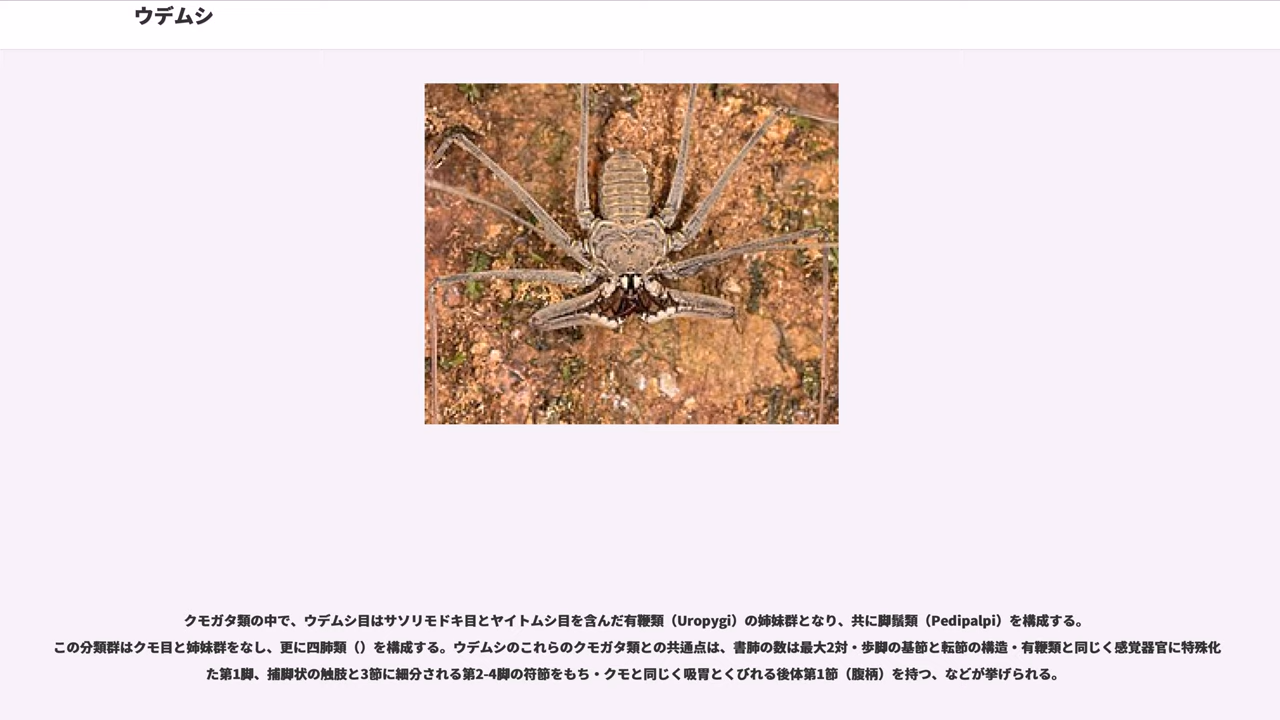 ウデムシ
クモガタ類の中で、ウデムシ目はサソリモドキ目とヤイトムシ目を含んだ有鞭類（Uropygi）の姉妹群となり、共に脚鬚類（Pedipalpi）を構成する。
この分類群はクモ目と姉妹群をなし、更に四肺類（）を構成する。ウデムシのこれらのクモガタ類との共通点は、書肺の数は最大2対・歩脚の基節と転節の構造・有鞭類と同じく感覚器官に特殊化
た第1脚、捕脚状の触肢と3節に細分される第2-4脚の符節をもち・クモと同じく吸胃とくびれる後体第1節（腹柄）を持つ、などが挙げられる。